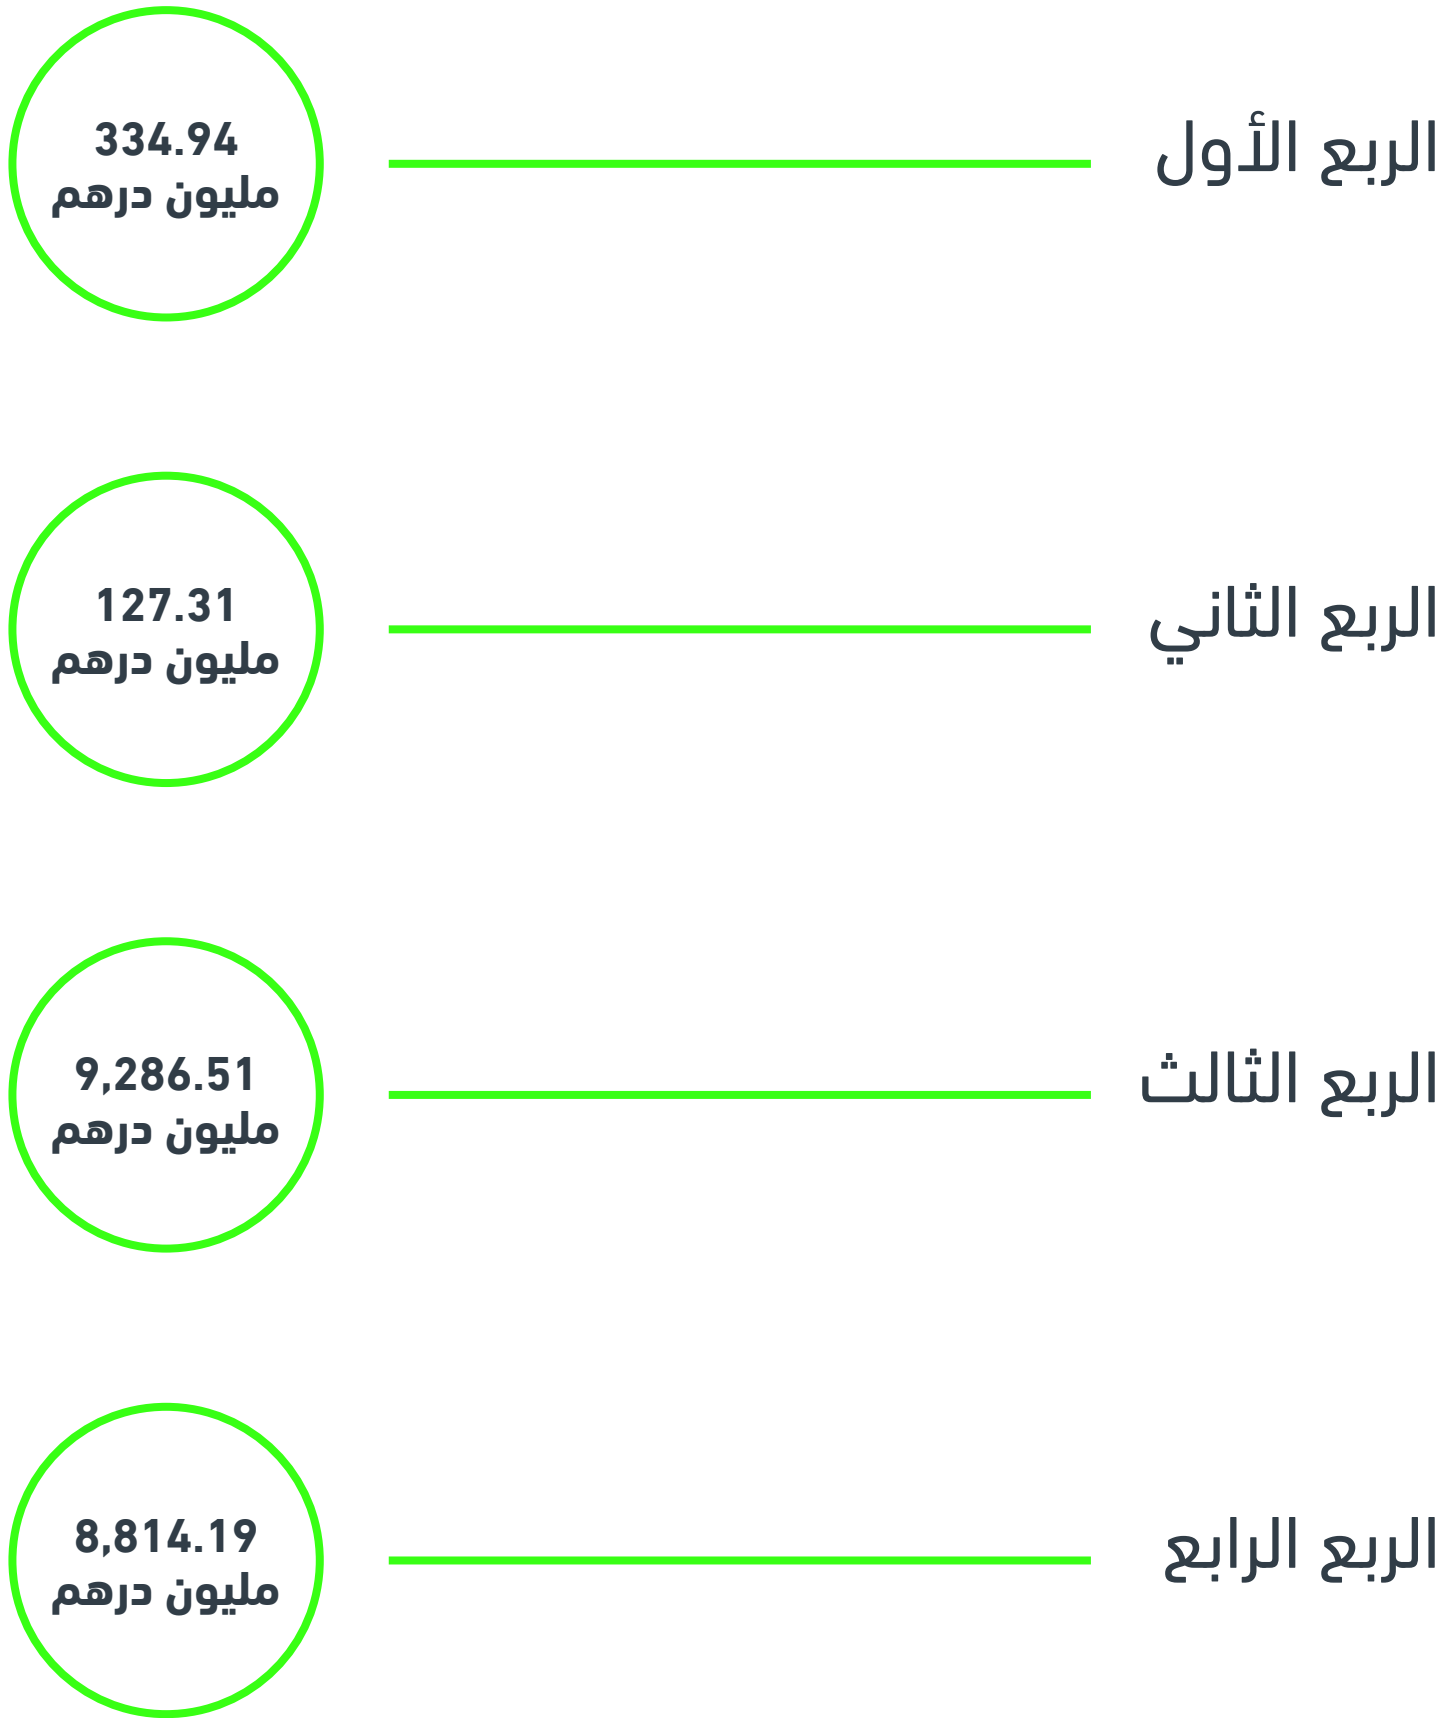 الربع الأول
334.94
مليون درهم
الربع الثاني
127.31
مليون درهم
الربع الثالث
9,286.51
مليون درهم
الربع الرابع
8,814.19
مليون درهم